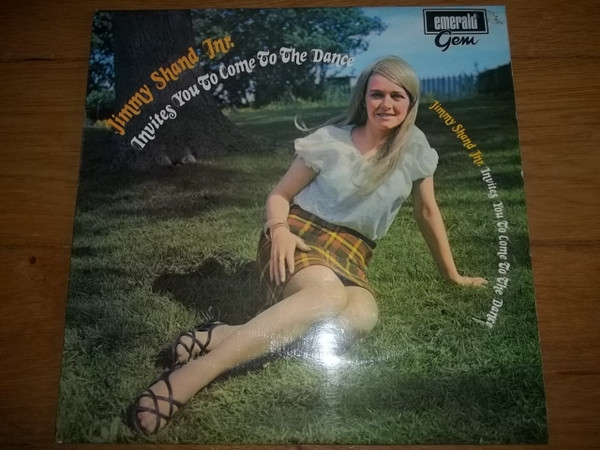 emerald
Gem
Jimmy Shand Jnr.
Invites You To Come To The Dance
Jimmy Shand Jnr. Invites You To Come To The Dance